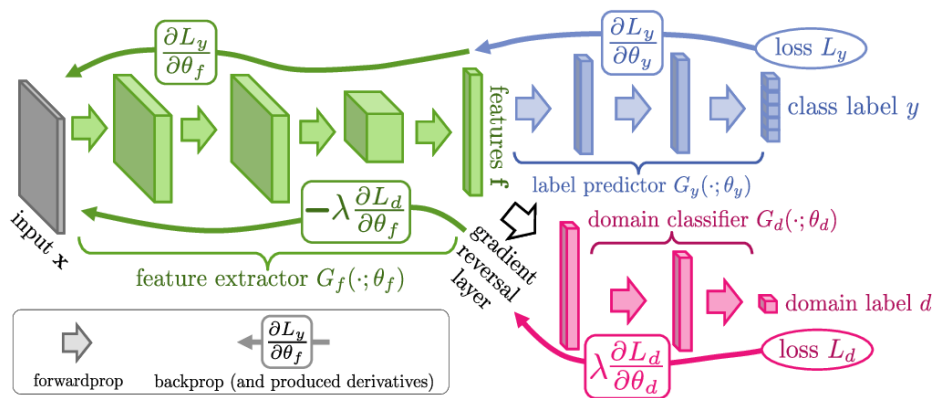 ∂L_y/∂θ_f
∂L_y/∂θ_y
loss L_y
input x
features f
class label y
label predictor G_y(·;θ_y)
−λ ∂L_d/∂θ_f
feature extractor G_f(·;θ_f)
gradient
reversal
layer
domain classifier G_d(·;θ_d)
domain label d
λ ∂L_d/∂θ_d
loss L_d
forwardprop
∂L_y/∂θ_f
backprop (and produced derivatives)